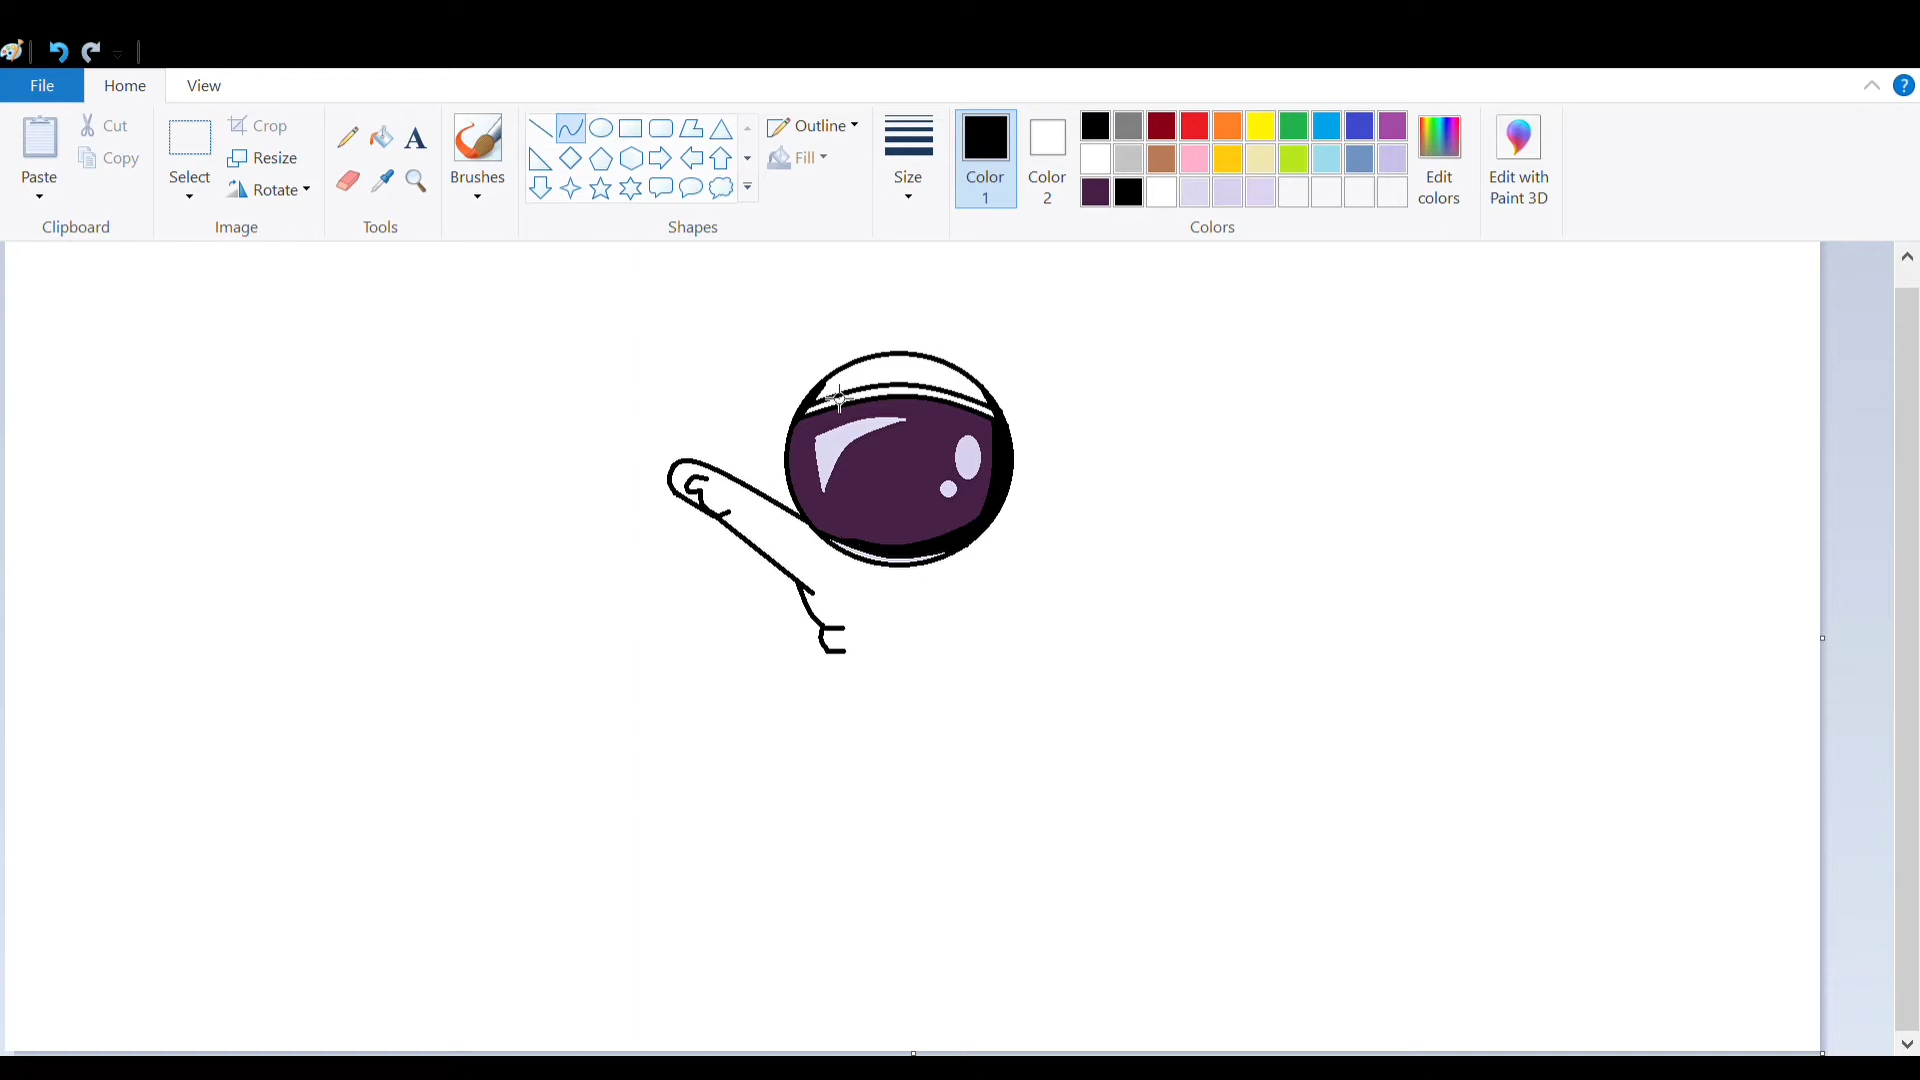 File Home View ?
Paste
Cut
Copy
Clipboard
Select
Crop
Resize
Rotate
Image
A
Tools
Brushes
Shapes
Outline
Fill
Size
Color
1
Color
2
Colors
Edit
colors
Edit with
Paint 3D